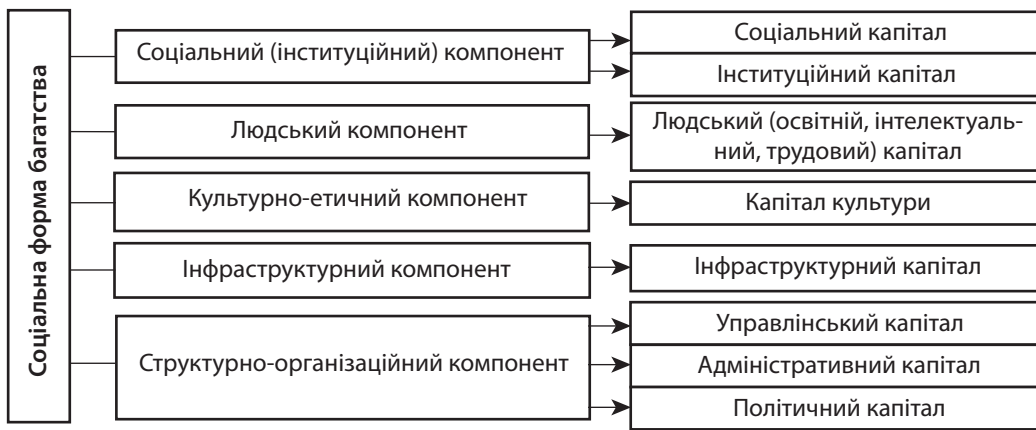 Соціальна форма багатства
Соціальний (інституційний) компонент
Соціальний капітал
Інституційний капітал
Людський компонент
Людський (освітній, інтелектуаль-
ний, трудовий) капітал
Культурно-етичний компонент
Капітал культури
Інфраструктурний компонент
Інфраструктурний капітал
Структурно-організаційний компонент
Управлінський капітал
Адміністративний капітал
Політичний капітал